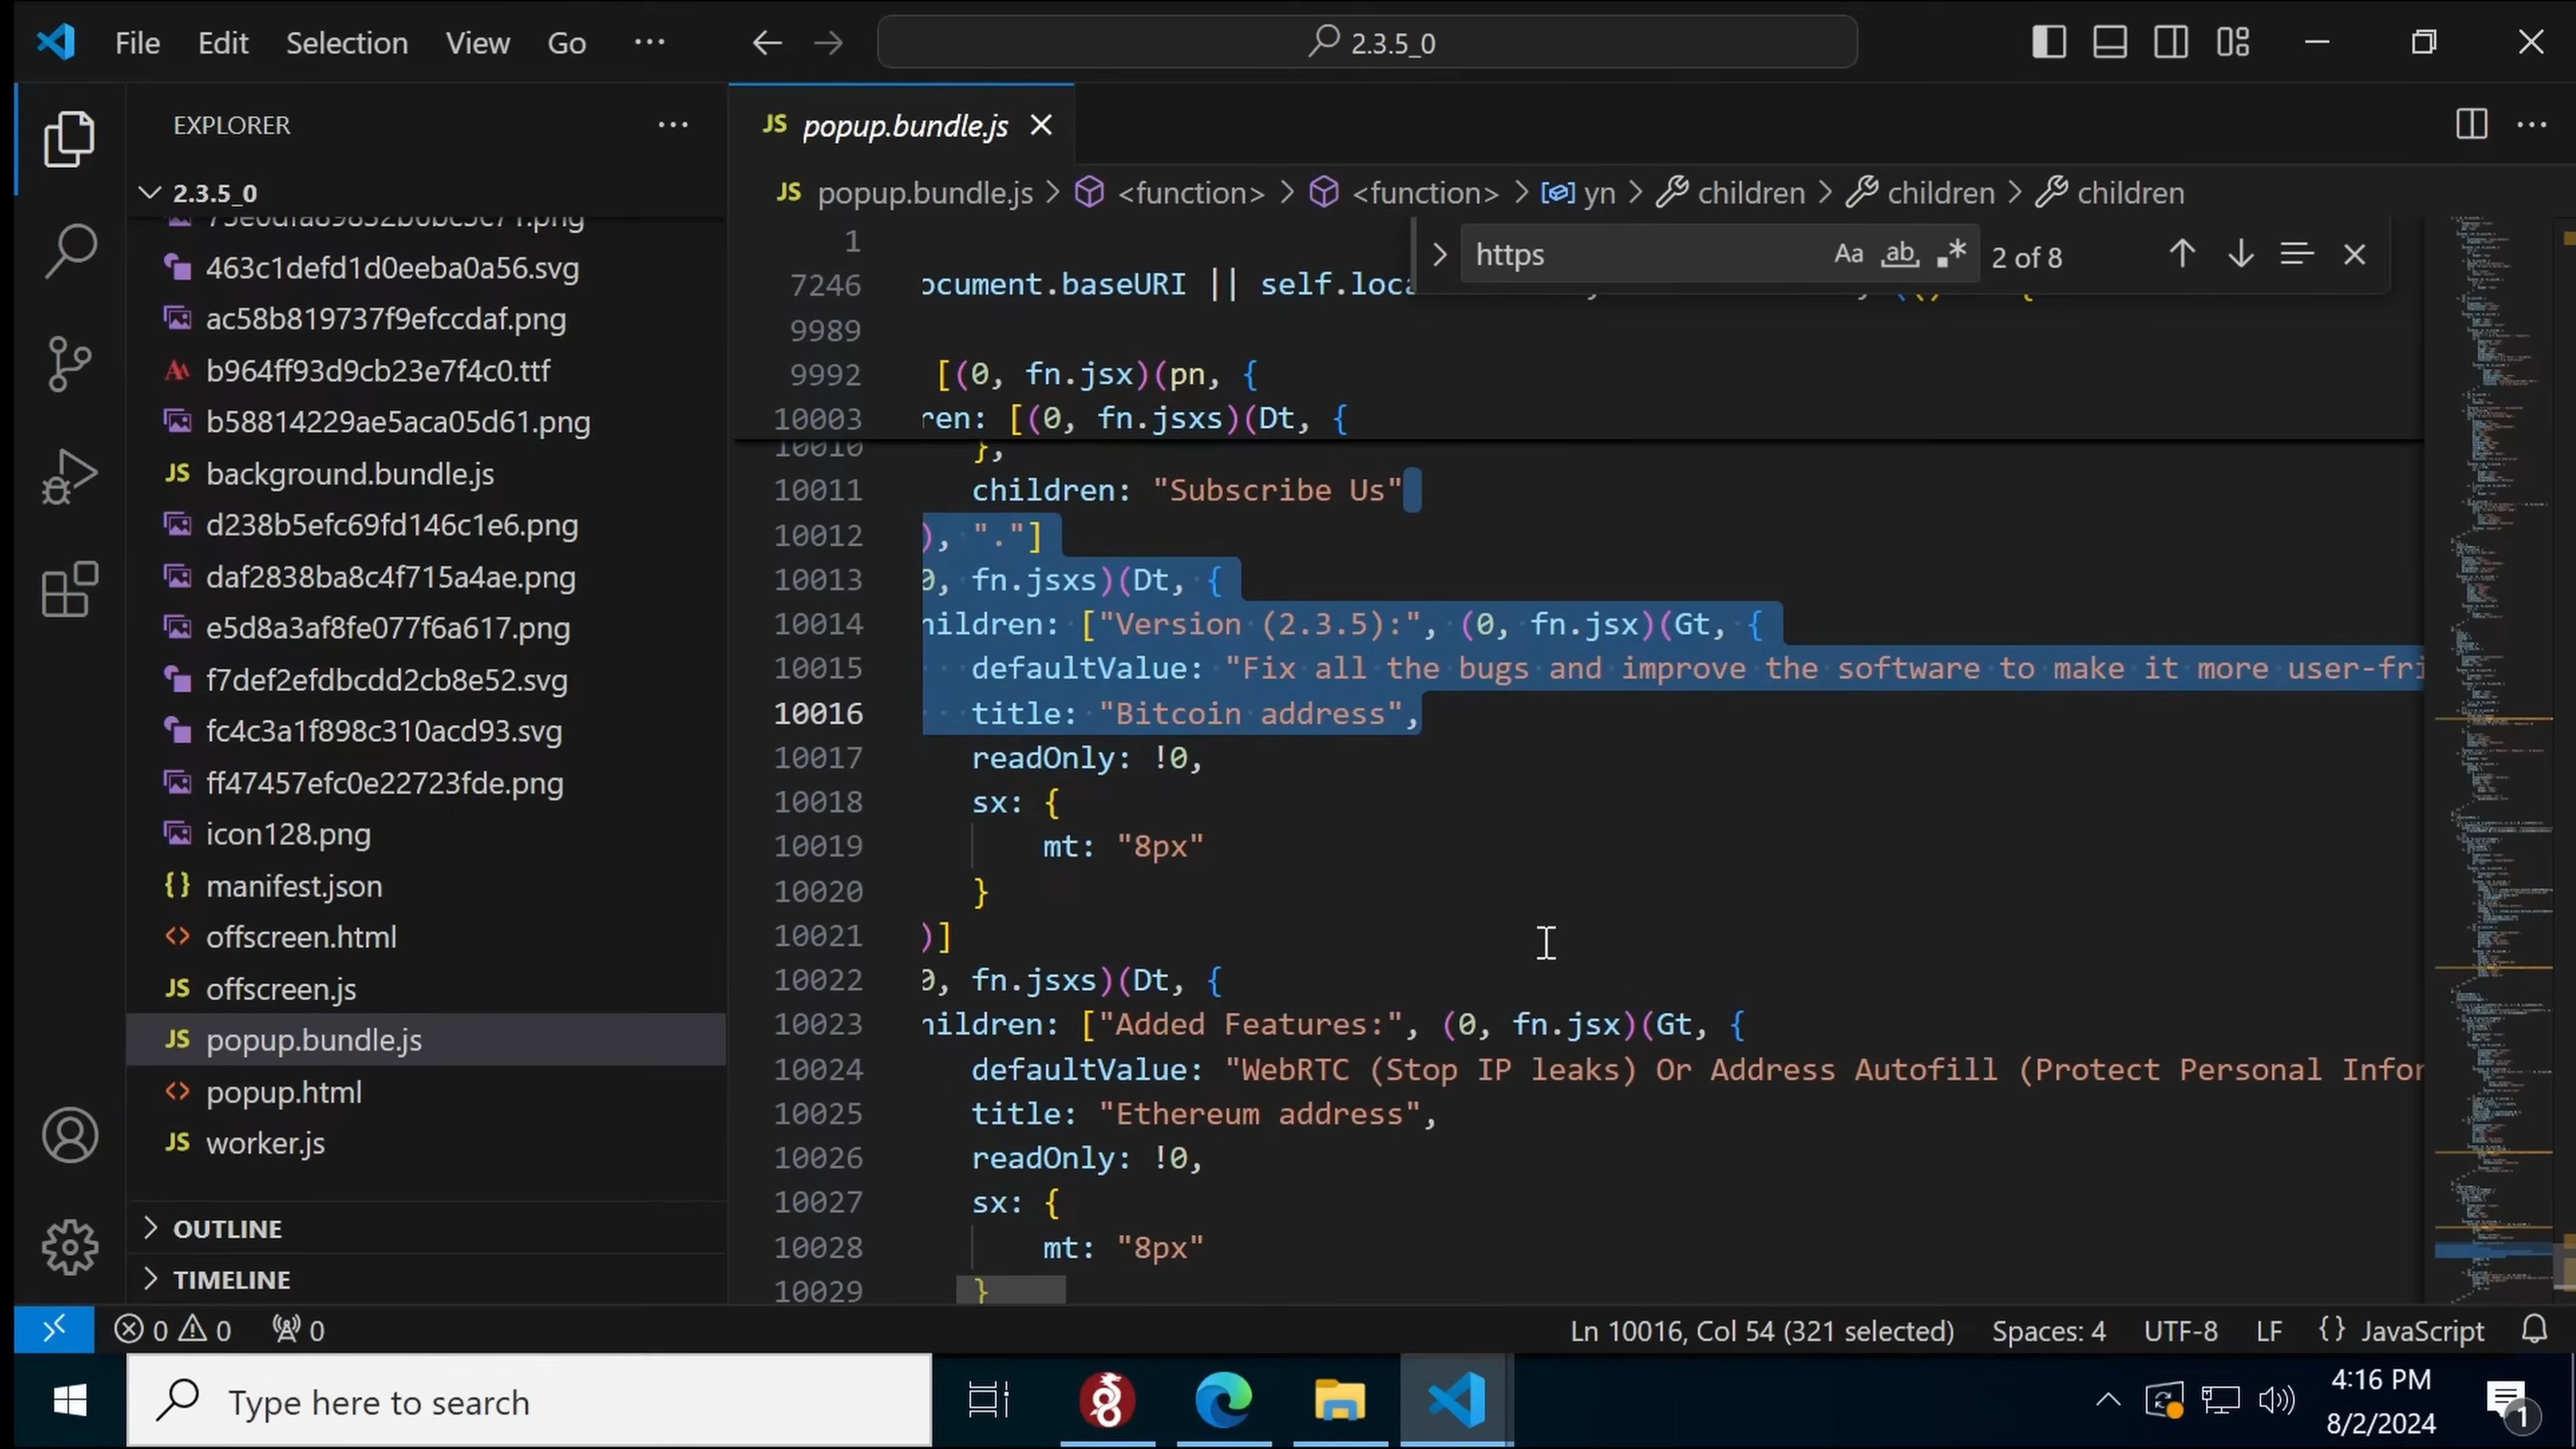 File Edit Selection View Go ··· 2.3.5_0
EXPLORER ···
2.3.5_0
75e6dfa89832b6bc5c71.png
463c1defd1d0eeba0a56.svg
ac58b819737f9efccdaf.png
b964ff93d9cb23e7f4c0.ttf
b58814229ae5aca05d61.png
background.bundle.js
d238b5efc69fd146c1e6.png
daf2838ba8c4f715a4ae.png
e5d8a3af8fe077f6a617.png
f7def2efdbcdd2cb8e52.svg
fc4c3a1f898c310acd93.svg
ff47457efc0e22723fde.png
icon128.png
manifest.json
offscreen.html
offscreen.js
popup.bundle.js
popup.html
worker.js
OUTLINE
TIMELINE
JS popup.bundle.js
JS popup.bundle.js > <function> > <function> > yn > children > children > children
https Aa ab 2 of 8
1
7246 ocument.baseURI || self.loca
9989
9992 [(0, fn.jsx)(pn, {
10003 ren: [(0, fn.jsxs)(Dt, {
10010 },
10011 children: "Subscribe Us"
10012 ), "."]
10013 0, fn.jsxs)(Dt, {
10014 hildren: ["Version (2.3.5):", (0, fn.jsx)(Gt, {
10015 defaultValue: "Fix all the bugs and improve the software to make it more user-fri
10016 title: "Bitcoin address",
10017 readOnly: !0,
10018 sx: {
10019 mt: "8px"
10020 }
10021 )]
10022 0, fn.jsxs)(Dt, {
10023 hildren: ["Added Features:", (0, fn.jsx)(Gt, {
10024 defaultValue: "WebRTC (Stop IP leaks) Or Address Autofill (Protect Personal Infor
10025 title: "Ethereum address",
10026 readOnly: !0,
10027 sx: {
10028 mt: "8px"
10029 }
0 0 0 Ln 10016, Col 54 (321 selected) Spaces: 4 UTF-8 LF {} JavaScript
Type here to search
4:16 PM
8/2/2024
1